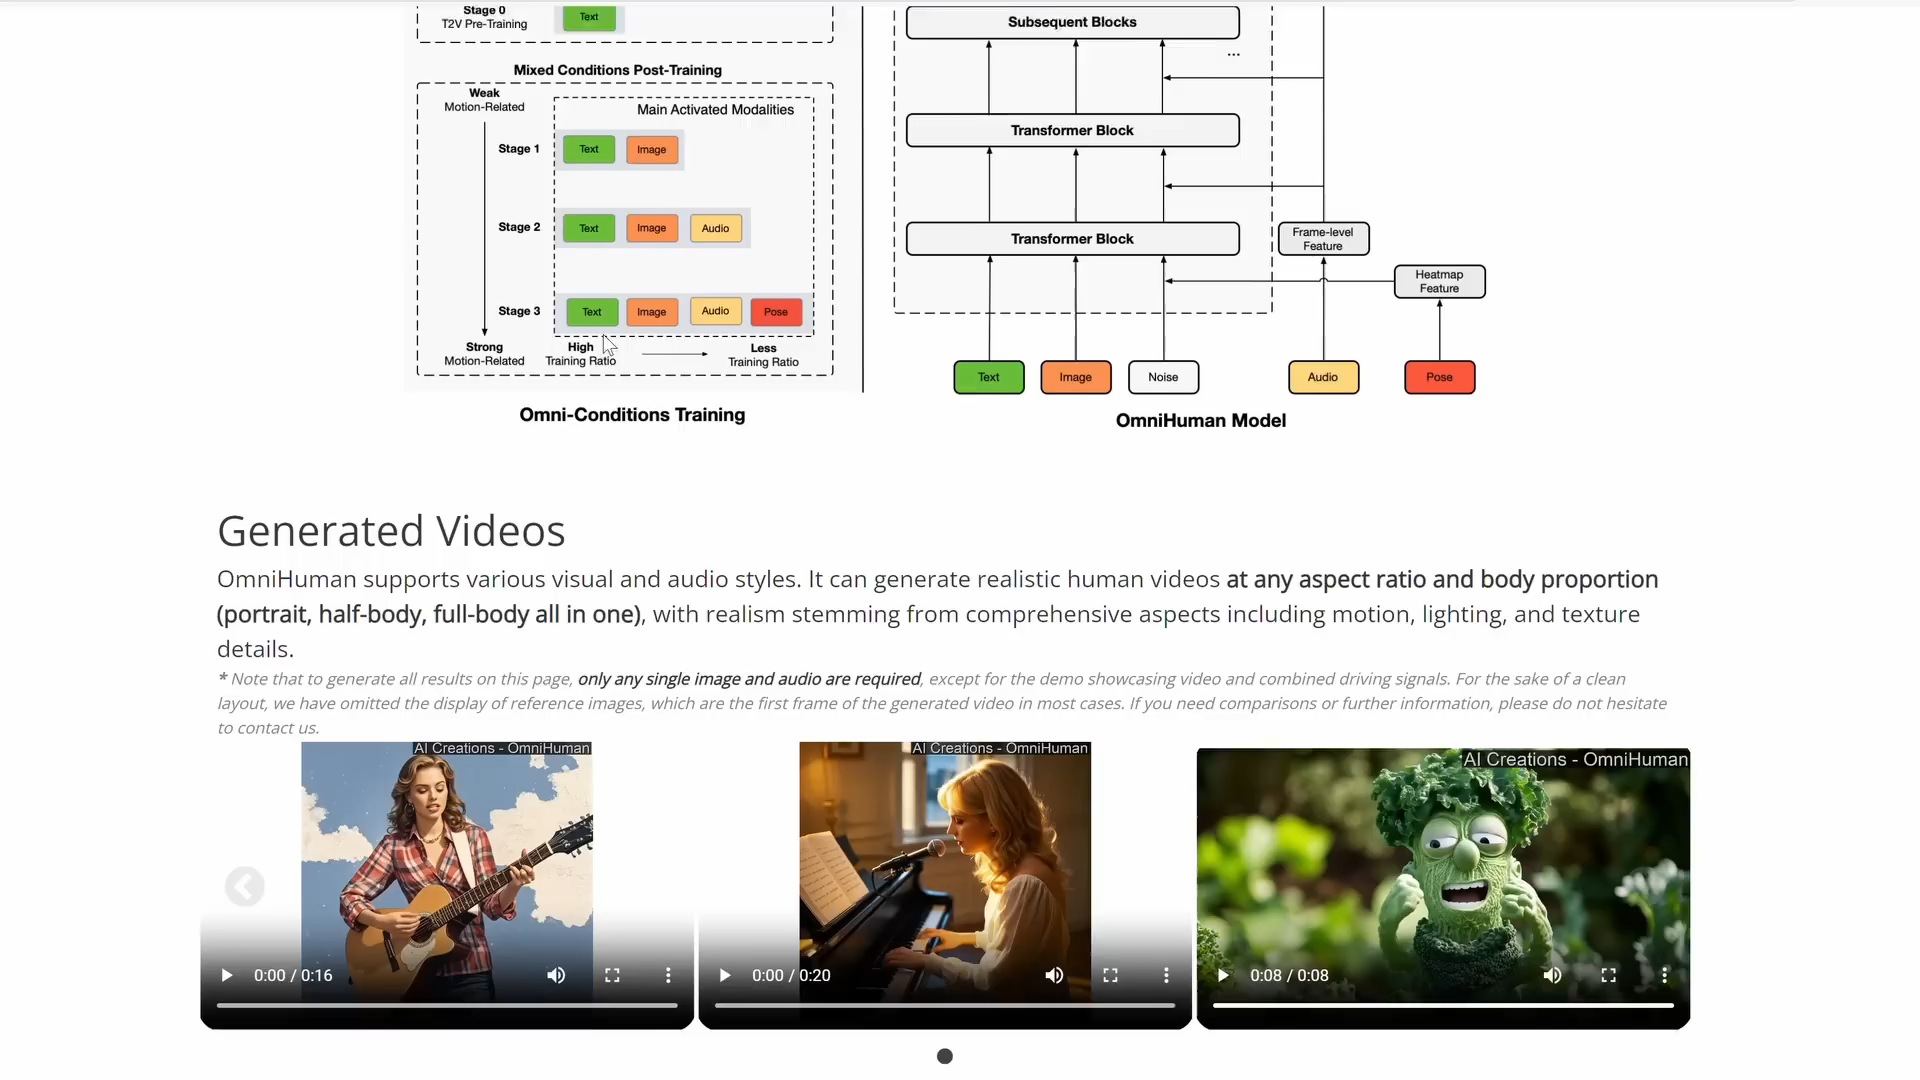 Stage 0
T2V Pre-Training
Text
Mixed Conditions Post-Training
Weak
Motion-Related
Main Activated Modalities
Stage 1
Text
Image
Stage 2
Text
Image
Audio
Stage 3
Text
Image
Audio
Pose
Strong
Motion-Related
High
Training Ratio
Less
Training Ratio
Omni-Conditions Training
Subsequent Blocks
...
Transformer Block
Transformer Block
Frame-level
Feature
Heatmap
Feature
Text
Image
Noise
Audio
Pose
OmniHuman Model
Generated Videos
OmniHuman supports various visual and audio styles. It can generate realistic human videos at any aspect ratio and body proportion
(portrait, half-body, full-body all in one), with realism stemming from comprehensive aspects including motion, lighting, and texture
details.
* Note that to generate all results on this page, only any single image and audio are required, except for the demo showcasing video and combined driving signals. For the sake of a clean
layout, we have omitted the display of reference images, which are the first frame of the generated video in most cases. If you need comparisons or further information, please do not hesitate
to contact us.
AI Creations - OmniHuman
AI Creations - OmniHuman
AI Creations - OmniHuman
0:00 / 0:16
0:00 / 0:20
0:08 / 0:08